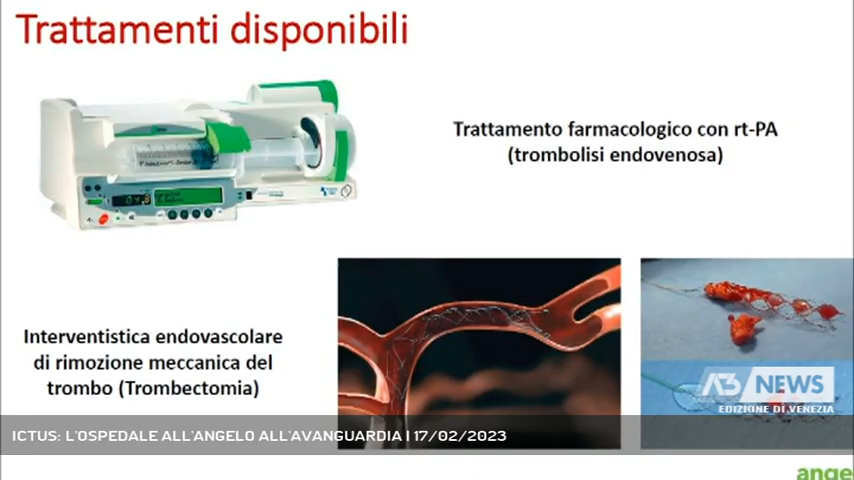 Trattamenti disponibili
Trattamento farmacologico con rt-PA
(trombolisi endovenosa)
Interventistica endovascolare
di rimozione meccanica del
trombo (Trombectomia)
A3 NEWS
EDIZIONE DI VENEZIA
ICTUS: L'OSPEDALE ALL'ANGELO ALL'AVANGUARDIA | 17/02/2023
ange